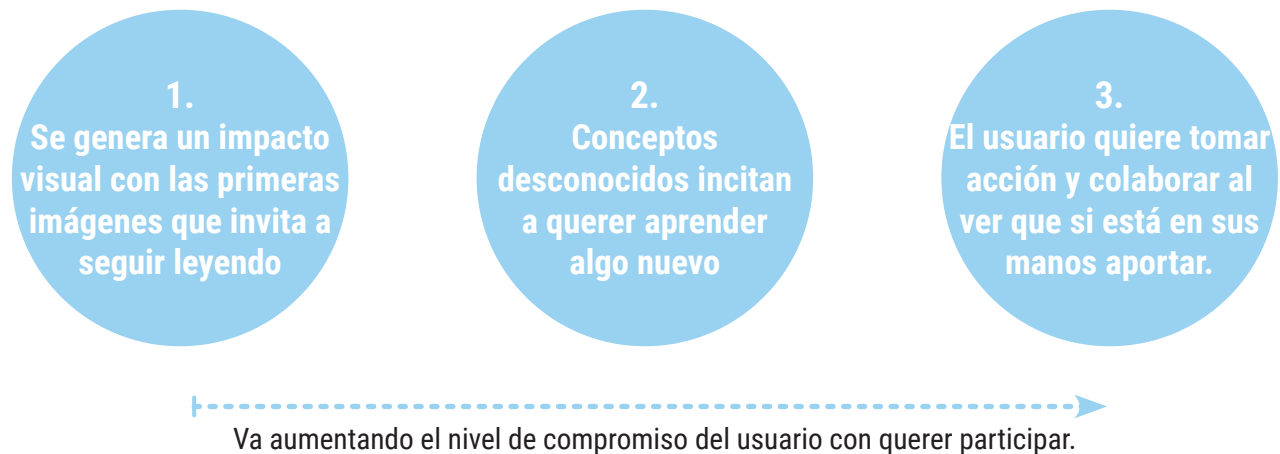 1.
Se genera un impacto
visual con las primeras
imágenes que invita a
seguir leyendo
2.
Conceptos
desconocidos incitan
a querer aprender
algo nuevo
3.
El usuario quiere tomar
acción y colaborar al
ver que si está en sus
manos aportar.
Va aumentando el nivel de compromiso del usuario con querer participar.